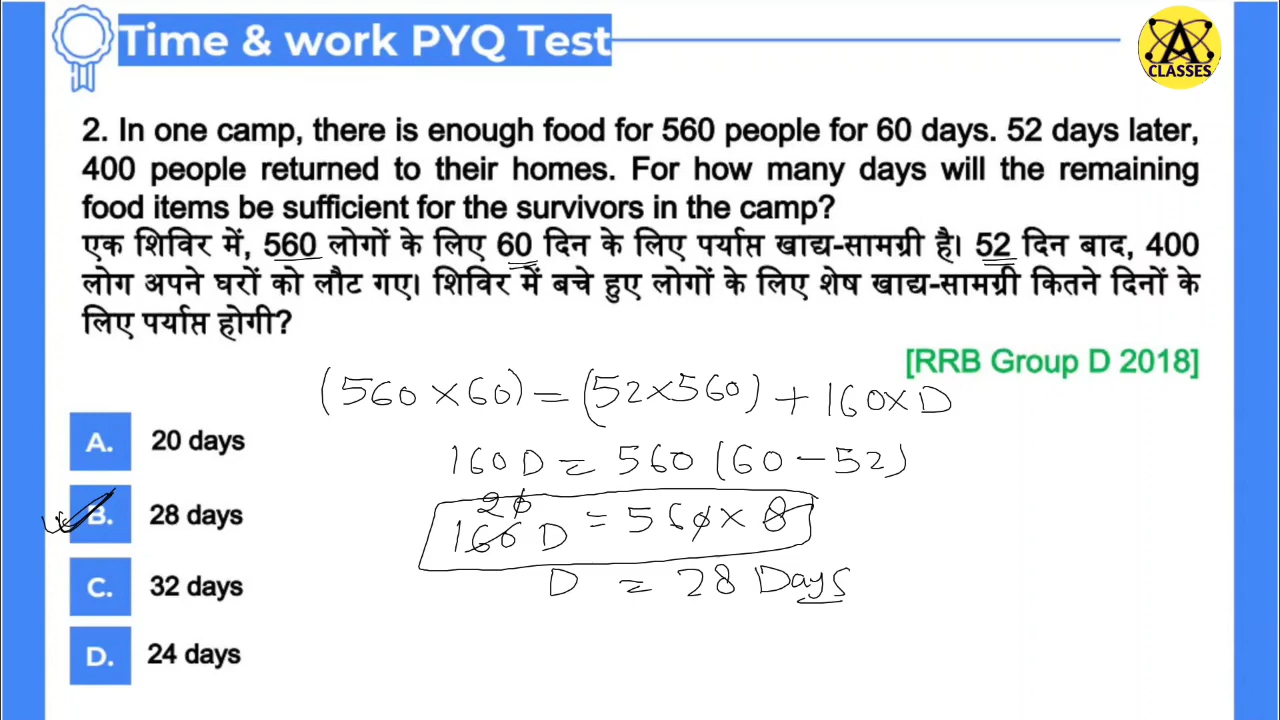 Time & work PYQ Test
A
CLASSES
2. In one camp, there is enough food for 560 people for 60 days. 52 days later,
400 people returned to their homes. For how many days will the remaining
food items be sufficient for the survivors in the camp?
एक शिविर में, 560 लोगों के लिए 60 दिन के लिए पर्याप्त खाद्य-सामग्री है। 52 दिन बाद, 400
लोग अपने घरों को लौट गए। शिविर में बचे हुए लोगों के लिए शेष खाद्य-सामग्री कितने दिनों के
लिए पर्याप्त होगी?
[RRB Group D 2018]
(560 × 60) = (52×560) + 160×D
A. 20 days
160 D = 560 (60 - 52)
B. 28 days
20
160 D = 560 × 8
D = 28 Days
C. 32 days
D. 24 days